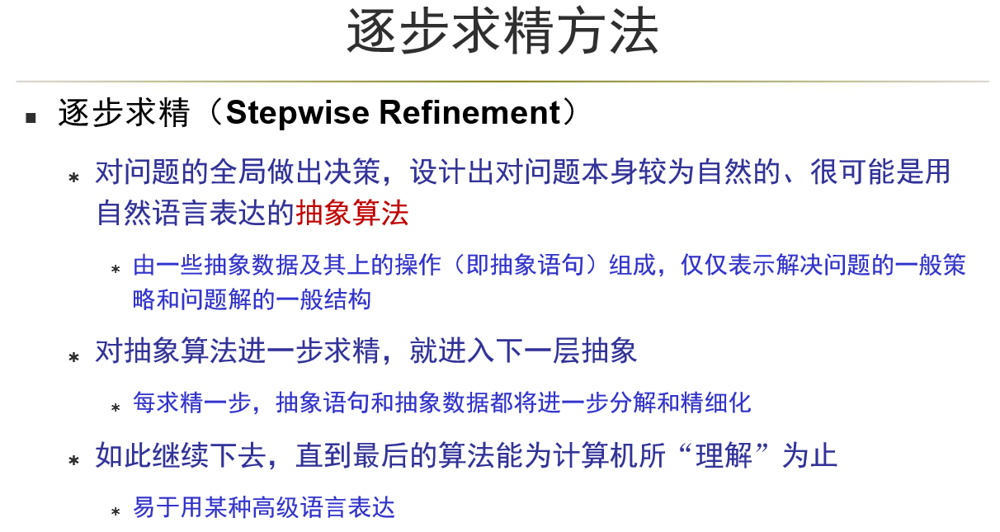 逐步求精方法
▪ 逐步求精（Stepwise Refinement）
* 对问题的全局做出决策，设计出对问题本身较为自然的、很可能是用
自然语言表达的抽象算法
* 由一些抽象数据及其上的操作（即抽象语句）组成，仅仅表示解决问题的一般策
略和问题解的一般结构
* 对抽象算法进一步求精，就进入下一层抽象
* 每求精一步，抽象语句和抽象数据都将进一步分解和精细化
* 如此继续下去，直到最后的算法能为计算机所“理解”为止
* 易于用某种高级语言表达